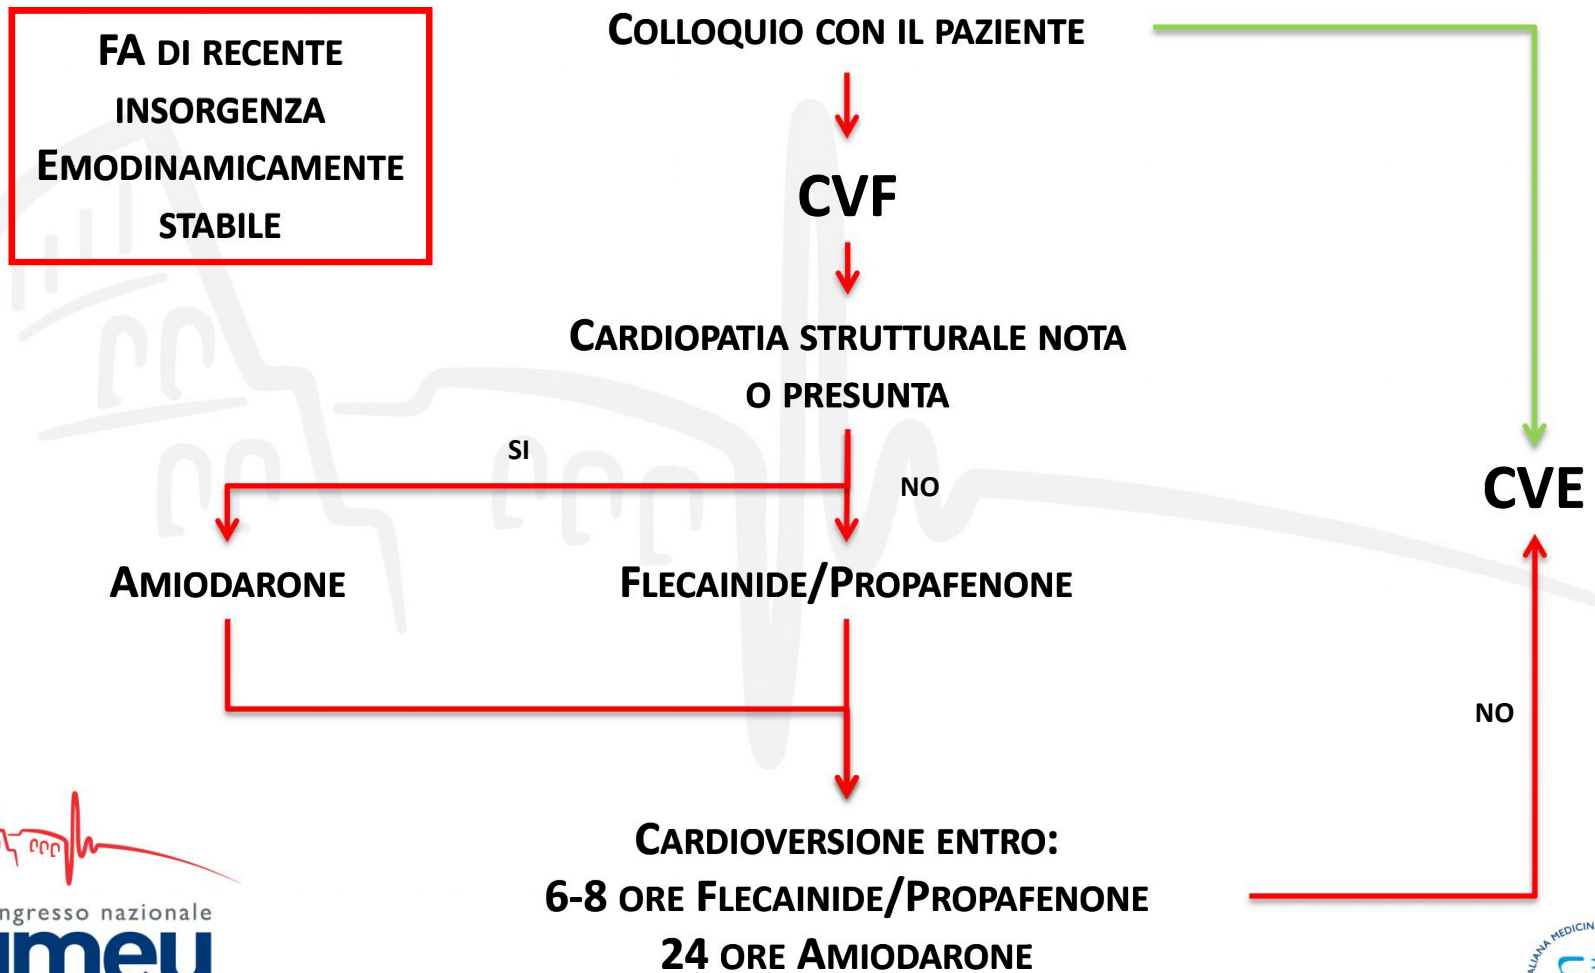 FA DI RECENTE
INSORGENZA
EMODINAMICAMENTE
STABILE
COLLOQUIO CON IL PAZIENTE
CVF
CARDIOPATIA STRUTTURALE NOTA
O PRESUNTA
SI
NO
CVE
AMIODARONE
FLECAINIDE/PROPAFENONE
NO
CARDIOVERSIONE ENTRO:
6-8 ORE FLECAINIDE/PROPAFENONE
24 ORE AMIODARONE
ngresso nazionale
meu